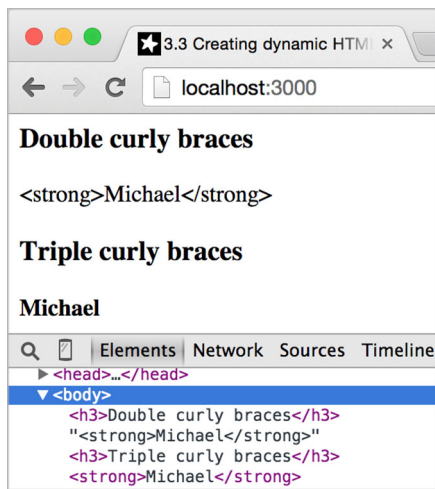 3.3 Creating dynamic HTM
localhost:3000
Double curly braces
<strong>Michael</strong>
Triple curly braces
Michael
Elements Network Sources Timeline
▶<head>…</head>
▼<body>
<h3>Double curly braces</h3>
"<strong>Michael</strong>"
<h3>Triple curly braces</h3>
<strong>Michael</strong>